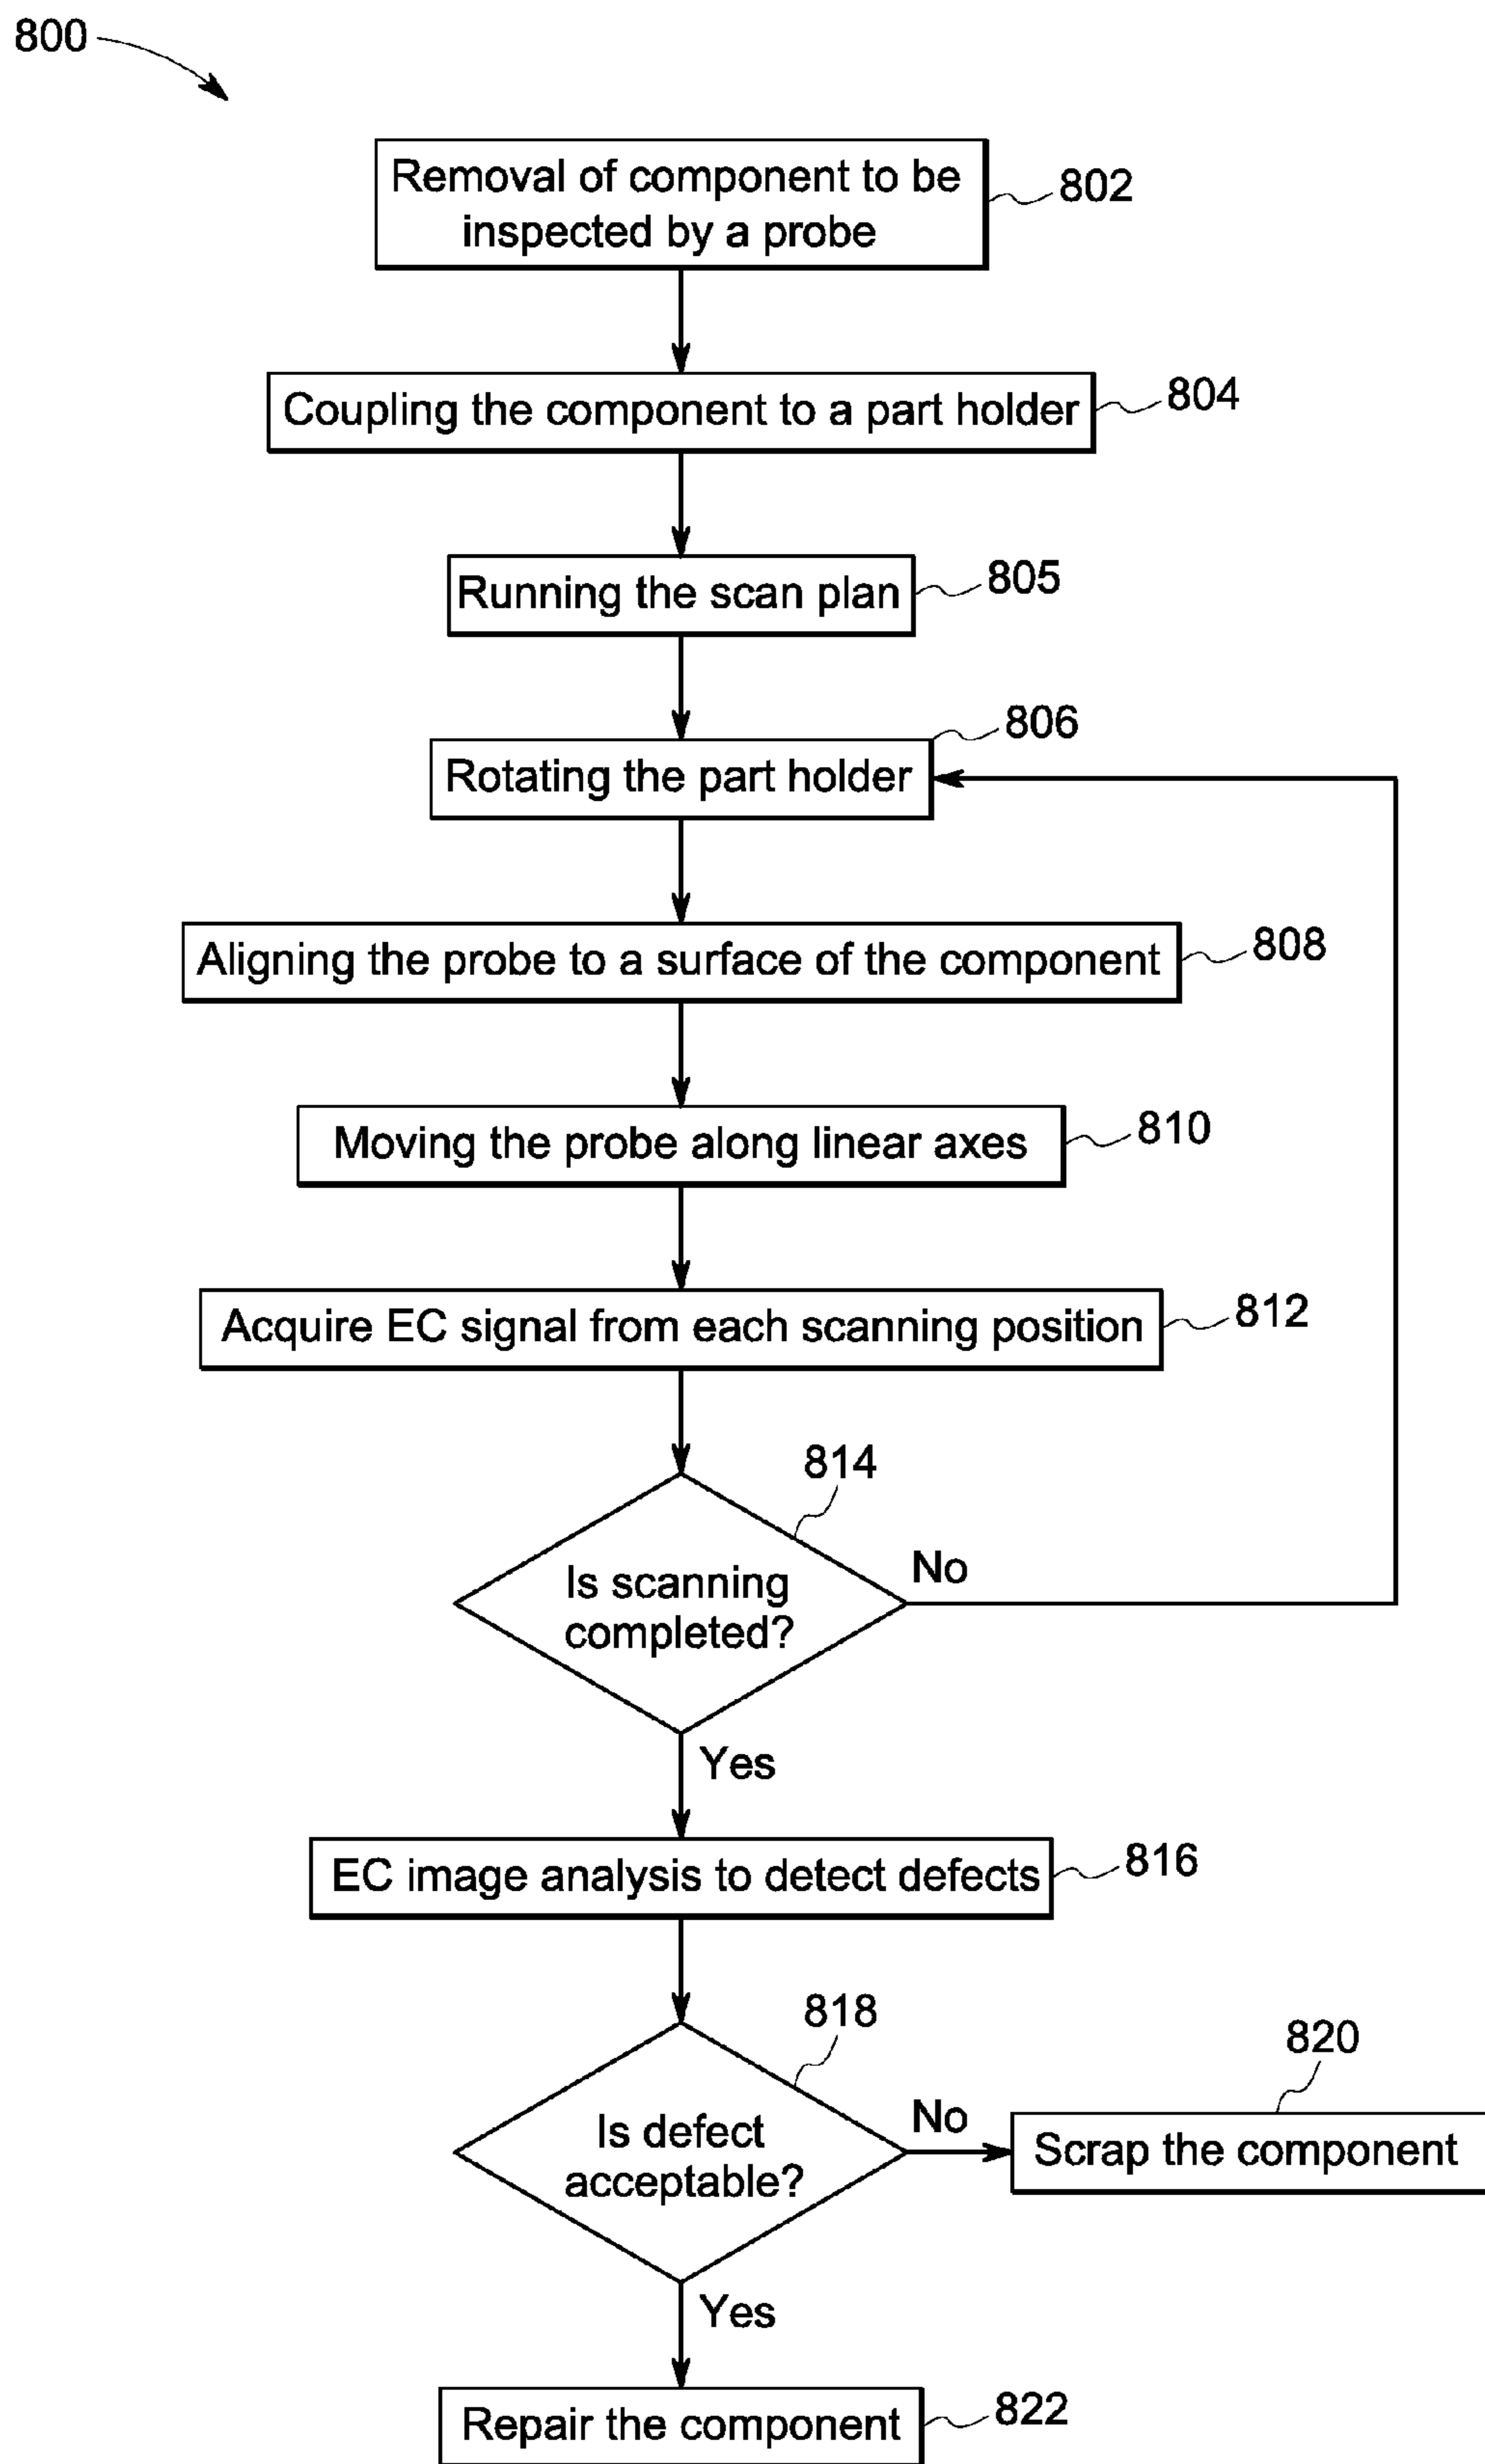 800
Removal of component to be
inspected by a probe
802
Coupling the component to a part holder
804
Running the scan plan
805
Rotating the part holder
806
Aligning the probe to a surface of the component
808
Moving the probe along linear axes
810
Acquire EC signal from each scanning position
812
814
Is scanning
completed?
No
Yes
EC image analysis to detect defects
816
818
Is defect
acceptable?
No
820
Scrap the component
Yes
Repair the component
822